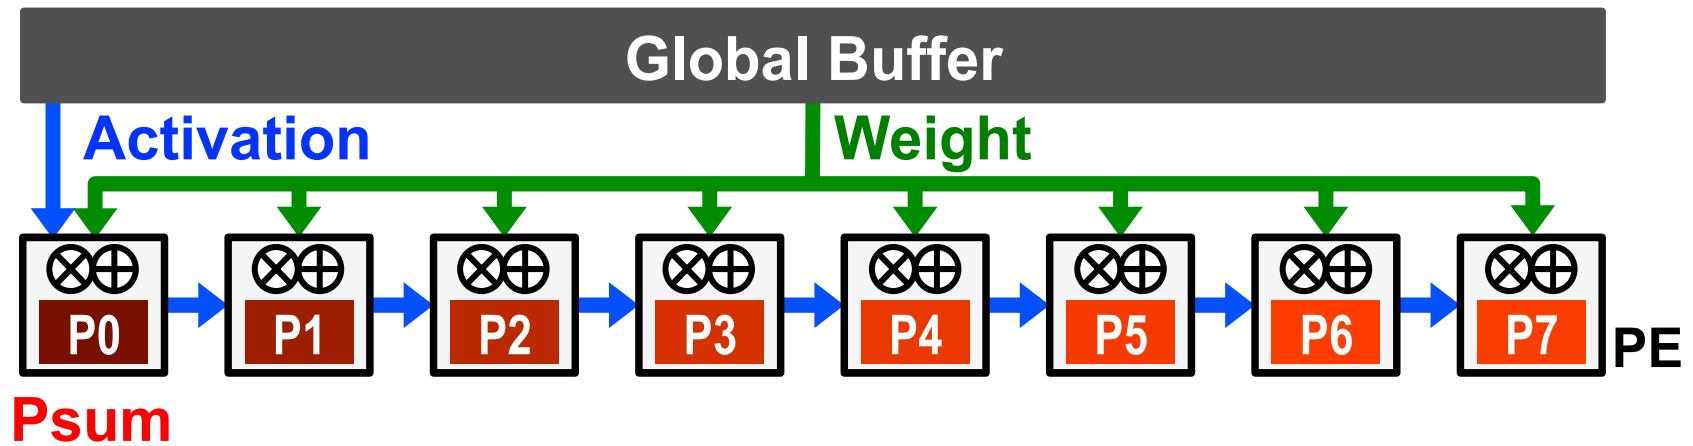 Global Buffer
Activation
Weight
P0
P1
P2
P3
P4
P5
P6
P7
PE
Psum